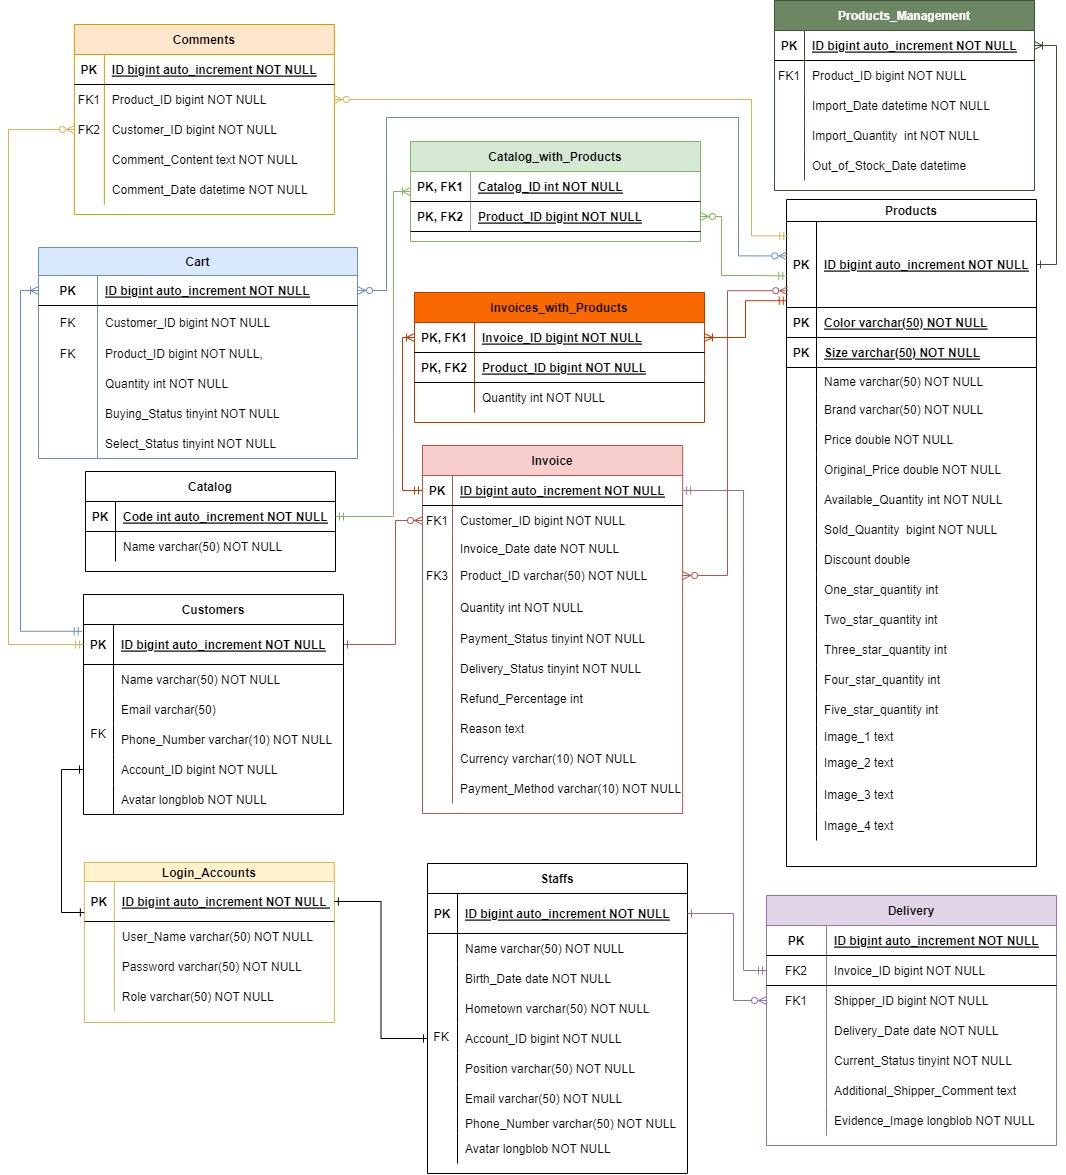 Comments
PK ID bigint auto_increment NOT NULL
FK1 Product_ID bigint NOT NULL
FK2 Customer_ID bigint NOT NULL
Comment_Content text NOT NULL
Comment_Date datetime NOT NULL
Products_Management
PK ID bigint auto_increment NOT NULL
FK1 Product_ID bigint NOT NULL
Import_Date datetime NOT NULL
Import_Quantity int NOT NULL
Out_of_Stock_Date datetime
Catalog_with_Products
PK, FK1 Catalog_ID int NOT NULL
PK, FK2 Product_ID bigint NOT NULL
Cart
PK ID bigint auto_increment NOT NULL
FK Customer_ID bigint NOT NULL
FK Product_ID bigint NOT NULL,
Quantity int NOT NULL
Buying_Status tinyint NOT NULL
Select_Status tinyint NOT NULL
Invoices_with_Products
PK, FK1 Invoice_ID bigint NOT NULL
PK, FK2 Product_ID bigint NOT NULL
Quantity int NOT NULL
Products
PK ID bigint auto_increment NOT NULL
PK Color varchar(50) NOT NULL
PK Size varchar(50) NOT NULL
Name varchar(50) NOT NULL
Brand varchar(50) NOT NULL
Price double NOT NULL
Original_Price double NOT NULL
Available_Quantity int NOT NULL
Sold_Quantity bigint NOT NULL
Discount double
One_star_quantity int
Two_star_quantity int
Three_star_quantity int
Four_star_quantity int
Five_star_quantity int
Image_1 text
Image_2 text
Image_3 text
Image_4 text
Catalog
PK Code int auto_increment NOT NULL
Name varchar(50) NOT NULL
Invoice
PK ID bigint auto_increment NOT NULL
FK1 Customer_ID bigint NOT NULL
Invoice_Date date NOT NULL
FK3 Product_ID varchar(50) NOT NULL
Quantity int NOT NULL
Payment_Status tinyint NOT NULL
Delivery_Status tinyint NOT NULL
Refund_Percentage int
Reason text
Currency varchar(10) NOT NULL
Payment_Method varchar(10) NOT NULL
Customers
PK ID bigint auto_increment NOT NULL
Name varchar(50) NOT NULL
Email varchar(50)
FK
Phone_Number varchar(10) NOT NULL
Account_ID bigint NOT NULL
Avatar longblob NOT NULL
Login_Accounts
PK ID bigint auto_increment NOT NULL
User_Name varchar(50) NOT NULL
Password varchar(50) NOT NULL
Role varchar(50) NOT NULL
Staffs
PK ID bigint auto_increment NOT NULL
Name varchar(50) NOT NULL
Birth_Date date NOT NULL
Hometown varchar(50) NOT NULL
FK Account_ID bigint NOT NULL
Position varchar(50) NOT NULL
Email varchar(50) NOT NULL
Phone_Number varchar(50) NOT NULL
Avatar longblob NOT NULL
Delivery
PK ID bigint auto_increment NOT NULL
FK2 Invoice_ID bigint NOT NULL
FK1 Shipper_ID bigint NOT NULL
Delivery_Date date NOT NULL
Current_Status tinyint NOT NULL
Additional_Shipper_Comment text
Evidence_Image longblob NOT NULL